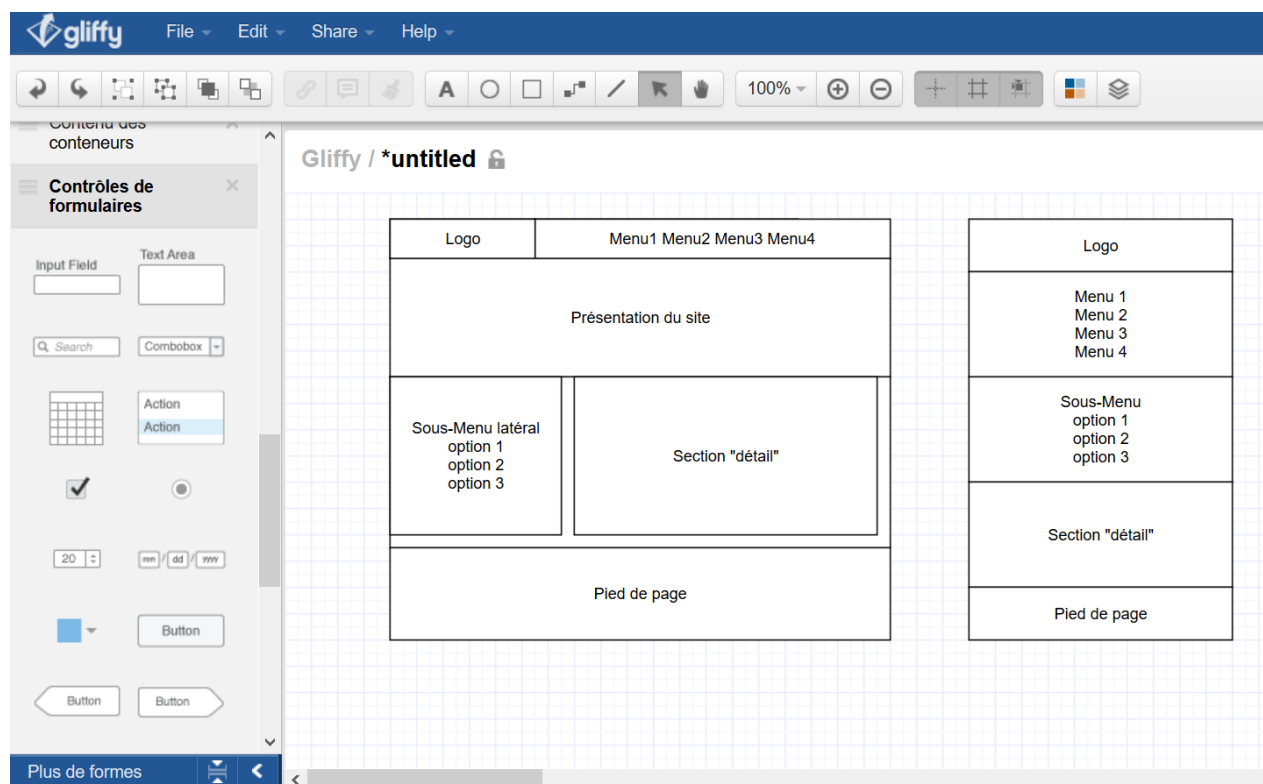 gliffy File Edit Share Help
A 100%
Contenu des
conteneurs
Contrôles de
formulaires
Input Field Text Area
Search Combobox
Action
Action
20 mm / dd / yyyy
Button
Button Button
Plus de formes
Gliffy / *untitled
Logo Menu1 Menu2 Menu3 Menu4
Présentation du site
Sous-Menu latéral
option 1
option 2
option 3
Section "détail"
Pied de page
Logo
Menu 1
Menu 2
Menu 3
Menu 4
Sous-Menu
option 1
option 2
option 3
Section "détail"
Pied de page